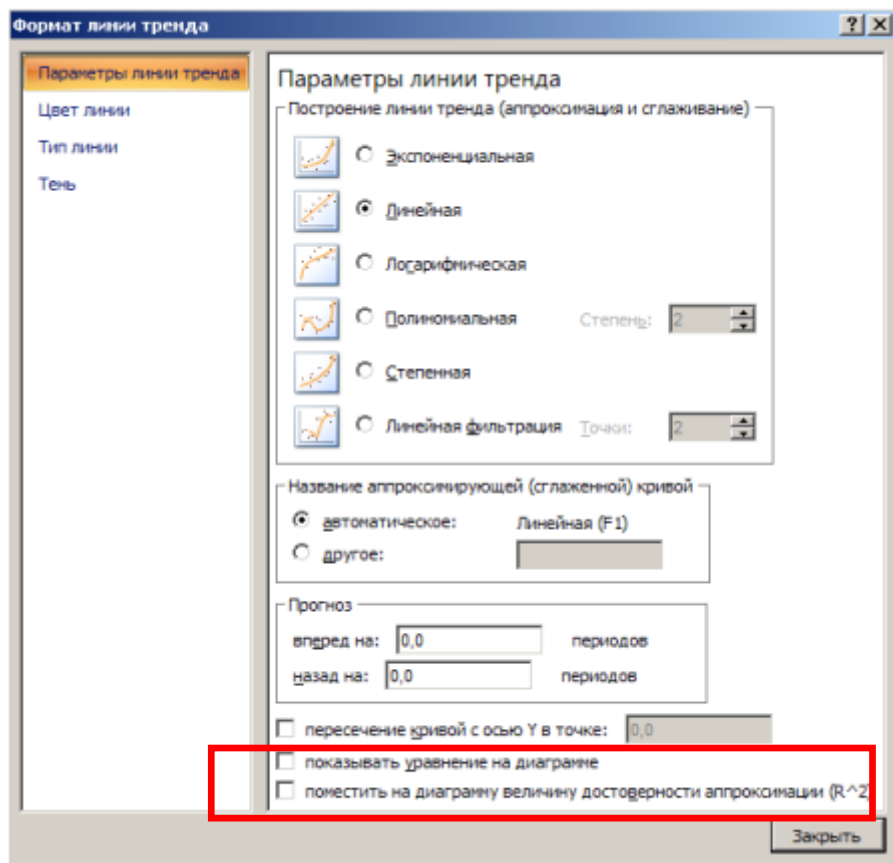 Формат линии тренда
Параметры линии тренда
Цвет линии
Тип линии
Тень
Параметры линии тренда
Построение линии тренда (аппроксимация и сглаживание)
Экспоненциальная
Линейная
Логарифмическая
Полиномиальная Степень: 2
Степенная
Линейная фильтрация Точки: 2
Название аппроксимирующей (сглаженной) кривой
автоматическое: Линейная (F1)
другое:
Прогноз
вперед на: 0,0 периодов
назад на: 0,0 периодов
пересечение кривой с осью Y в точке: 0,0
показывать уравнение на диаграмме
поместить на диаграмму величину достоверности аппроксимации (R^2)
Закрыть